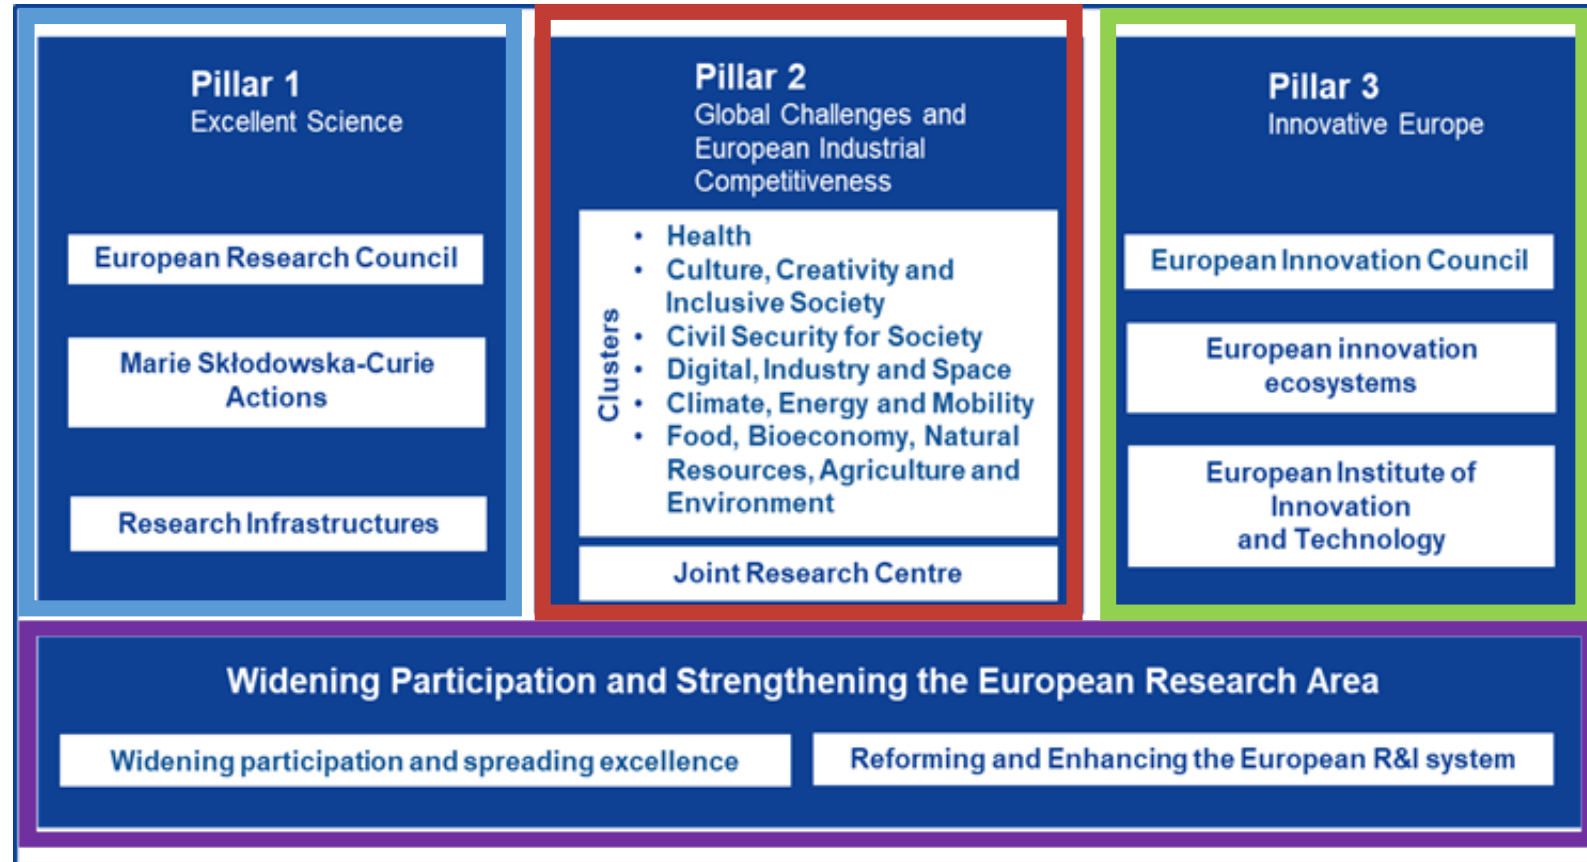 Pillar 1
Excellent Science
European Research Council
Marie Skłodowska-Curie
Actions
Research Infrastructures
Pillar 2
Global Challenges and
European Industrial
Competitiveness
Clusters
• Health
• Culture, Creativity and
Inclusive Society
• Civil Security for Society
• Digital, Industry and Space
• Climate, Energy and Mobility
• Food, Bioeconomy, Natural
Resources, Agriculture and
Environment
Joint Research Centre
Pillar 3
Innovative Europe
European Innovation Council
European innovation
ecosystems
European Institute of
Innovation
and Technology
Widening Participation and Strengthening the European Research Area
Widening participation and spreading excellence
Reforming and Enhancing the European R&I system